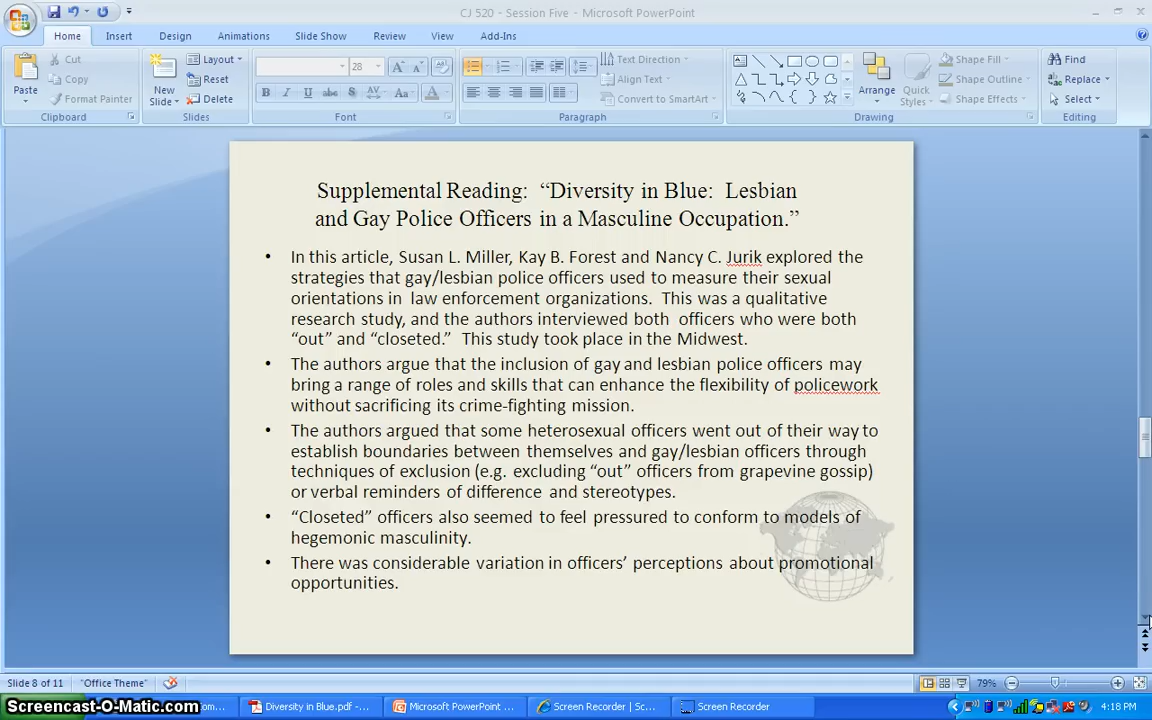 CJ 520 - Session Five - Microsoft PowerPoint
Home Insert Design Animations Slide Show Review View Add-Ins
Paste
Cut
Copy
Format Painter
Clipboard
New Slide
Layout
Reset
Delete
Slides
28
B I U abc S AV Aa A
Font
Text Direction
Align Text
Convert to SmartArt
Paragraph
Arrange
Quick Styles
Shape Fill
Shape Outline
Shape Effects
Drawing
Find
Replace
Select
Editing
Supplemental Reading: “Diversity in Blue: Lesbian
and Gay Police Officers in a Masculine Occupation.”
• In this article, Susan L. Miller, Kay B. Forest and Nancy C. Jurik explored the
strategies that gay/lesbian police officers used to measure their sexual
orientations in law enforcement organizations. This was a qualitative
research study, and the authors interviewed both officers who were both
“out” and “closeted.” This study took place in the Midwest.
• The authors argue that the inclusion of gay and lesbian police officers may
bring a range of roles and skills that can enhance the flexibility of policework
without sacrificing its crime-fighting mission.
• The authors argued that some heterosexual officers went out of their way to
establish boundaries between themselves and gay/lesbian officers through
techniques of exclusion (e.g. excluding “out” officers from grapevine gossip)
or verbal reminders of difference and stereotypes.
• “Closeted” officers also seemed to feel pressured to conform to models of
hegemonic masculinity.
• There was considerable variation in officers’ perceptions about promotional
opportunities.
Slide 8 of 11 "Office Theme" 79%
Screencast-O-Matic.com Diversity in Blue.pdf -... Microsoft PowerPoint ... Screen Recorder | Sc... Screen Recorder 4:18 PM